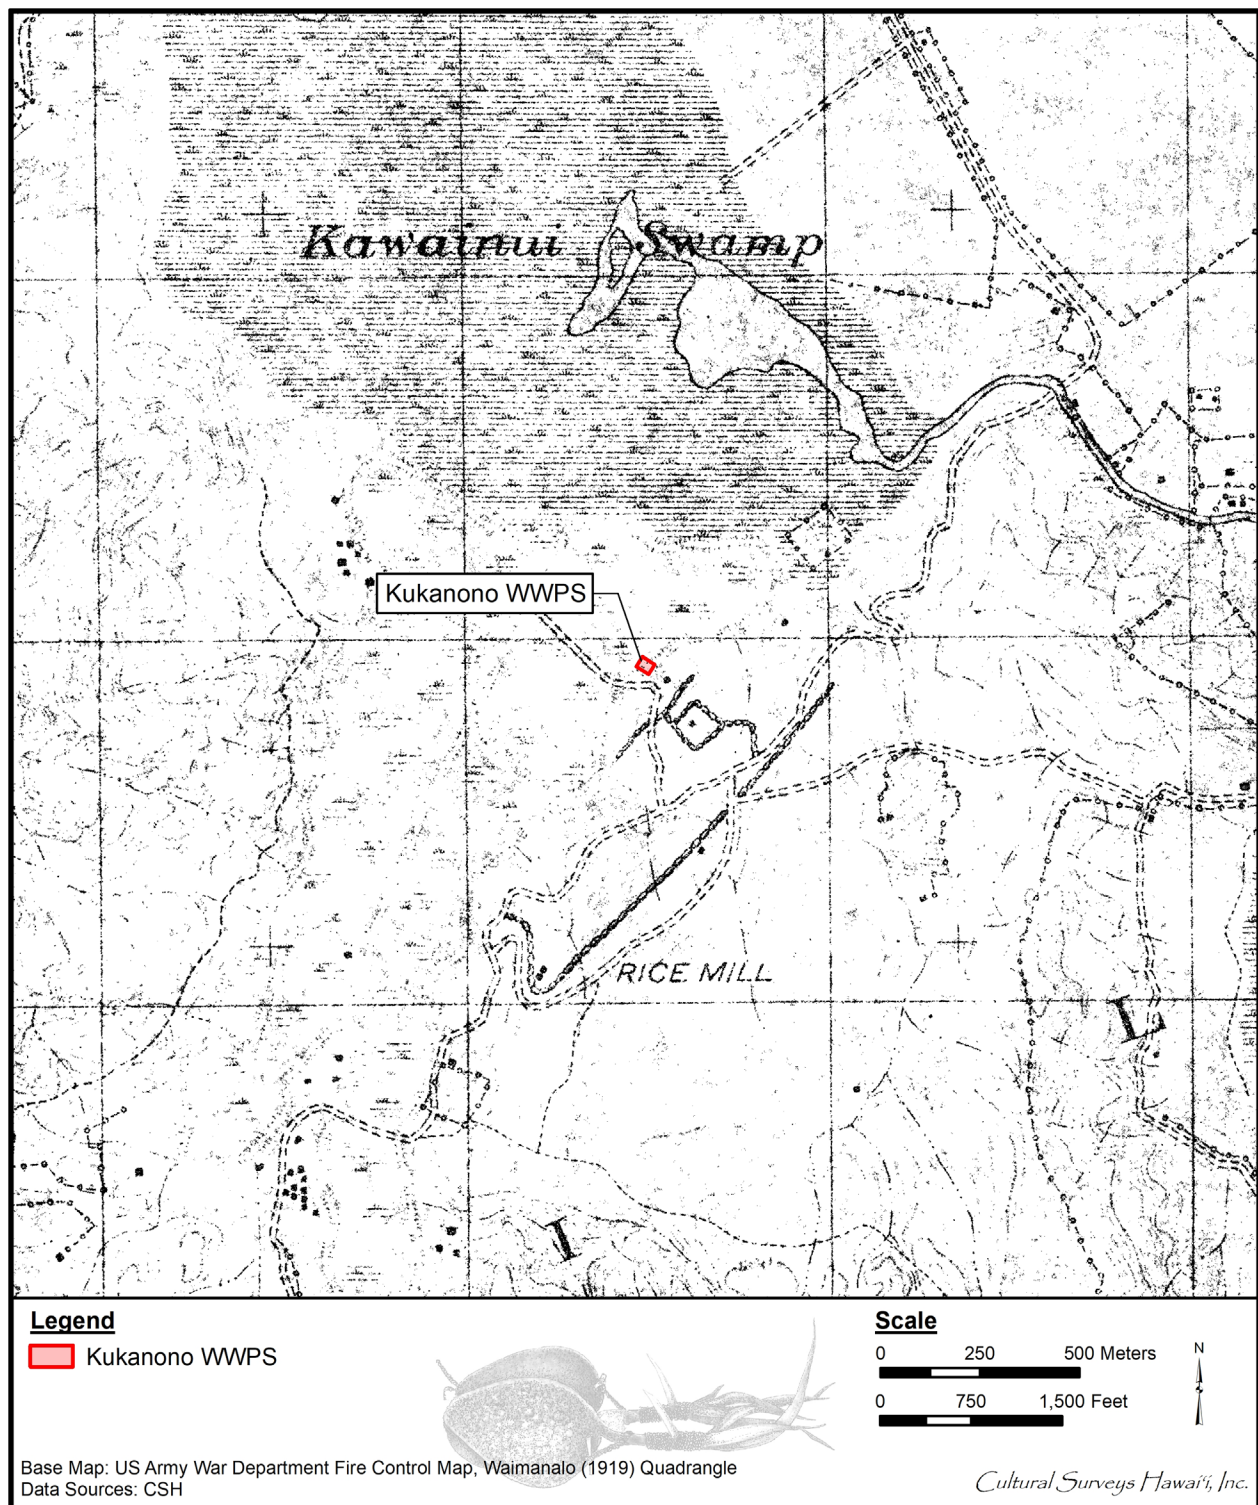 Kawainui Swamp
Kukanono WWPS
RICE MILL
L
I
Legend
Kukanono WWPS
Scale
0 250 500 Meters
0 750 1,500 Feet
N
Base Map: US Army War Department Fire Control Map, Waimanalo (1919) Quadrangle
Data Sources: CSH
Cultural Surveys Hawaiʻi, Inc.